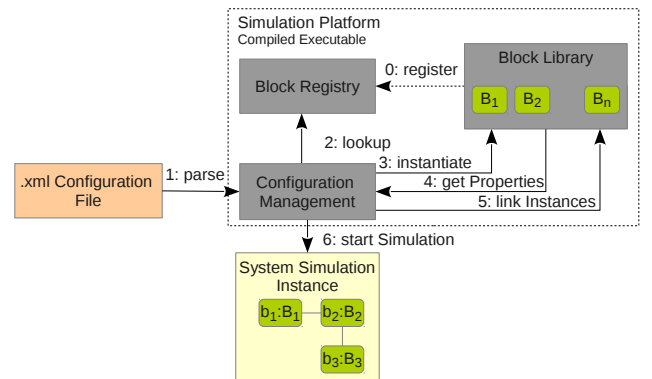 Simulation Platform
Compiled Executable
Block Library
0: register
Block Registry
B1 B2 Bn
2: lookup
3: instantiate
1: parse
.xml Configuration
File
Configuration
Management
4: get Properties
5: link Instances
6: start Simulation
System Simulation
Instance
b1:B1 b2:B2
b3:B3